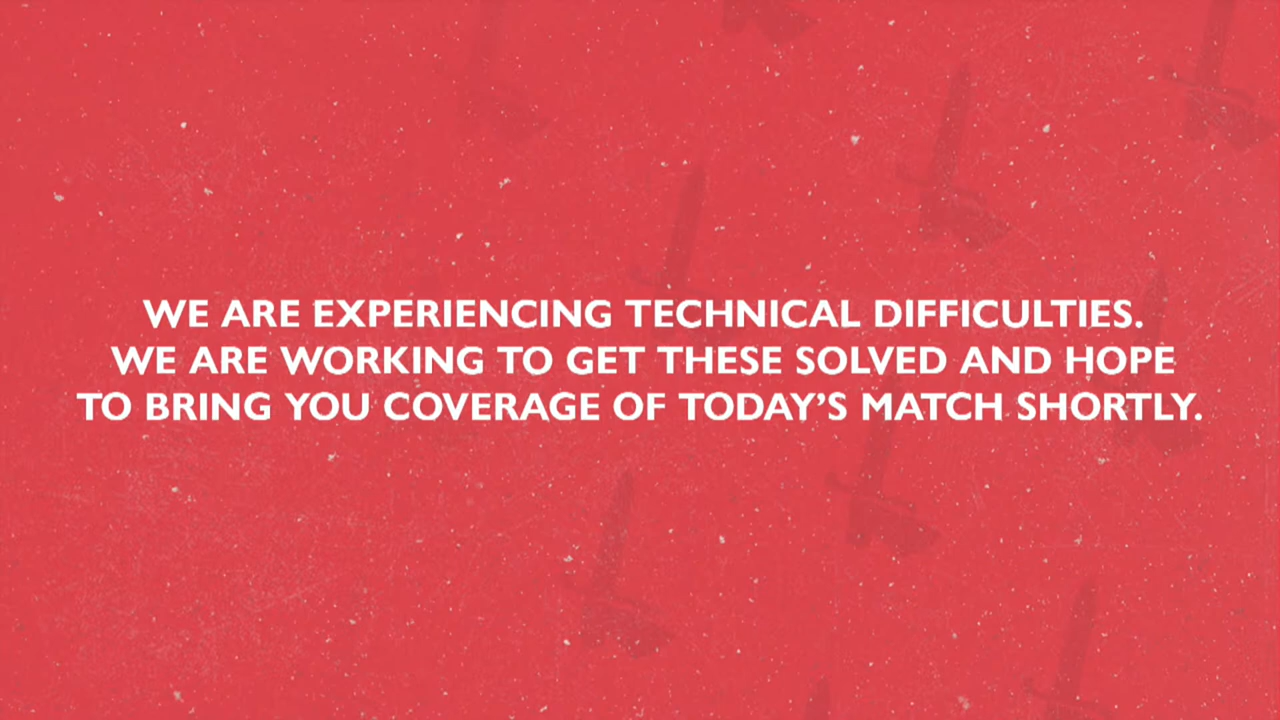 WE ARE EXPERIENCING TECHNICAL DIFFICULTIES.
WE ARE WORKING TO GET THESE SOLVED AND HOPE
TO BRING YOU COVERAGE OF TODAY’S MATCH SHORTLY.